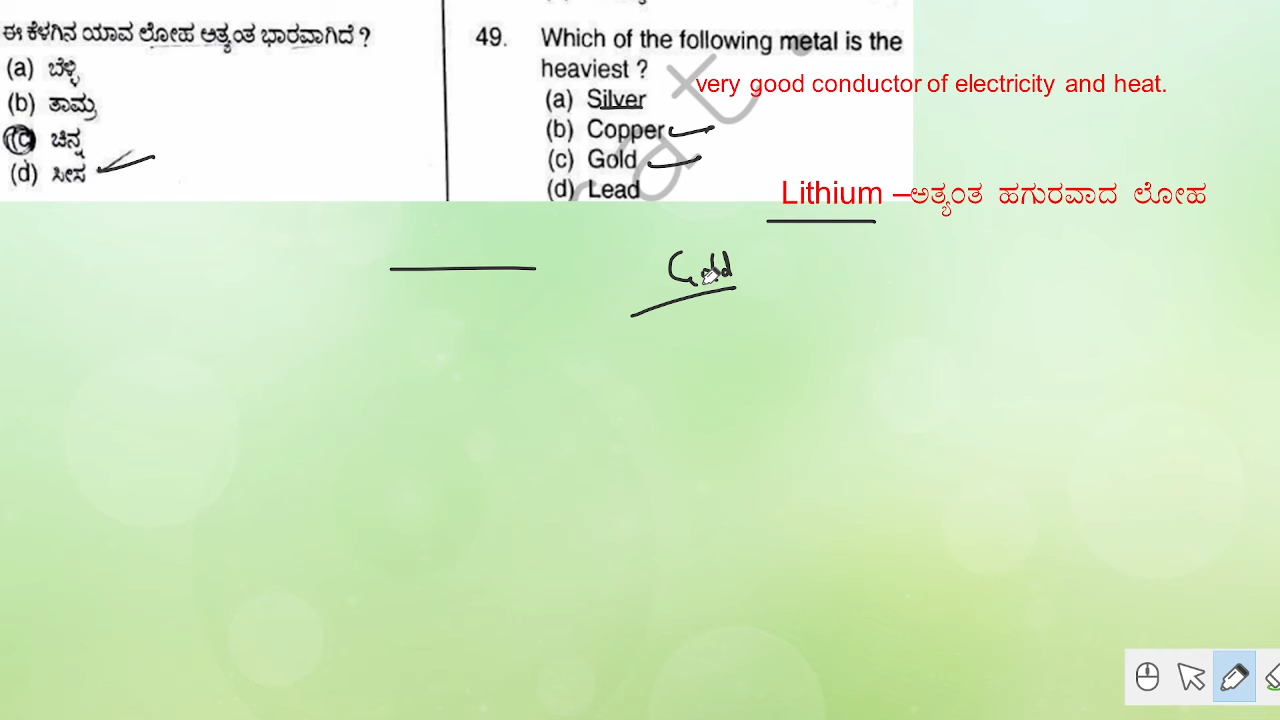 ಈ ಕೆಳಗಿನ ಯಾವ ಲೋಹ ಅತ್ಯಂತ ಭಾರವಾಗಿದೆ ?
(a) ಬೆಳ್ಳಿ
(b) ತಾಮ್ರ
(c) ಚಿನ್ನ
(d) ಸೀಸ
49. Which of the following metal is the
heaviest ?
(a) Silver
(b) Copper
(c) Gold
(d) Lead
very good conductor of electricity and heat.
Lithium –ಅತ್ಯಂತ ಹಗುರವಾದ ಲೋಹ
Gold